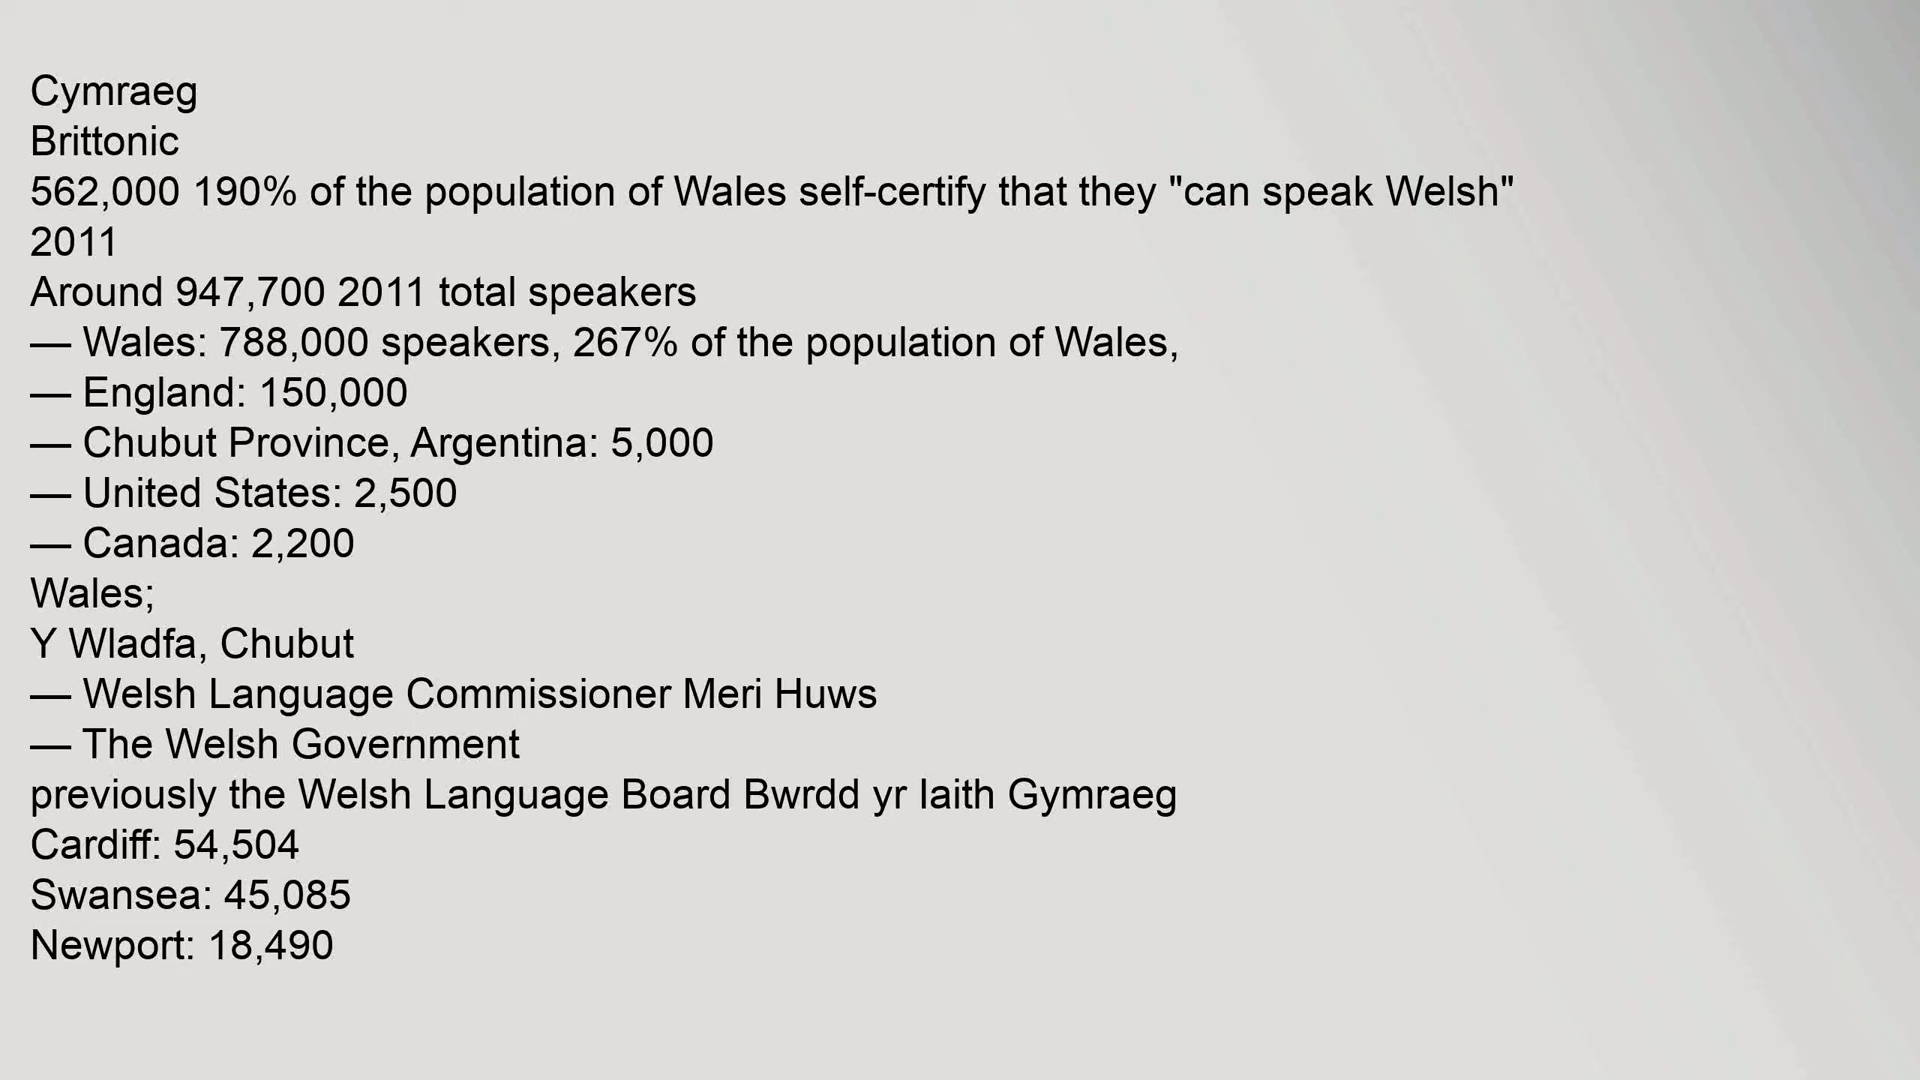 Cymraeg
Brittonic
562,000 190% of the population of Wales self-certify that they "can speak Welsh"
2011
Around 947,700 2011 total speakers
— Wales: 788,000 speakers, 267% of the population of Wales,
— England: 150,000
— Chubut Province, Argentina: 5,000
— United States: 2,500
— Canada: 2,200
Wales;
Y Wladfa, Chubut
— Welsh Language Commissioner Meri Huws
— The Welsh Government
previously the Welsh Language Board Bwrdd yr Iaith Gymraeg
Cardiff: 54,504
Swansea: 45,085
Newport: 18,490